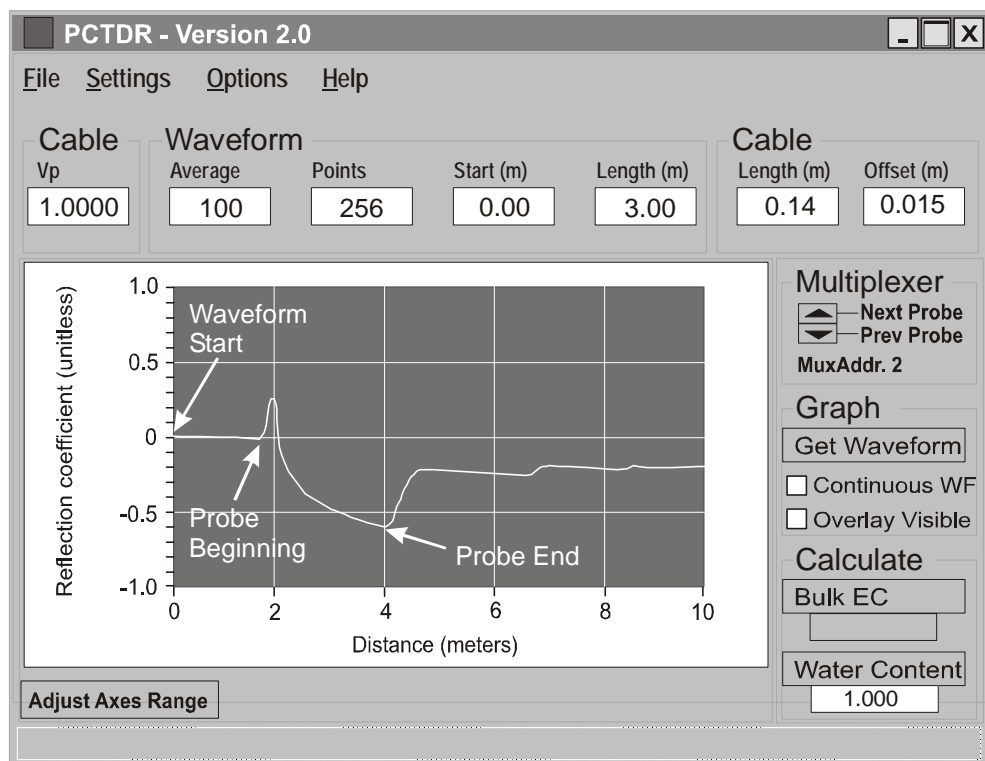 PCTDR - Version 2.0
File Settings Options Help
Cable
Vp
1.0000
Waveform
Average Points Start (m) Length (m)
100 256 0.00 3.00
Cable
Length (m) Offset (m)
0.14 0.015
Reflection coefficient (unitless)
1.0
0.5
0
-0.5
-1.0
Waveform
Start
Probe
Beginning
Probe End
0 2 4 6 8 10
Distance (meters)
Adjust Axes Range
Multiplexer
Next Probe
Prev Probe
MuxAddr. 2
Graph
Get Waveform
Continuous WF
Overlay Visible
Calculate
Bulk EC
Water Content
1.000